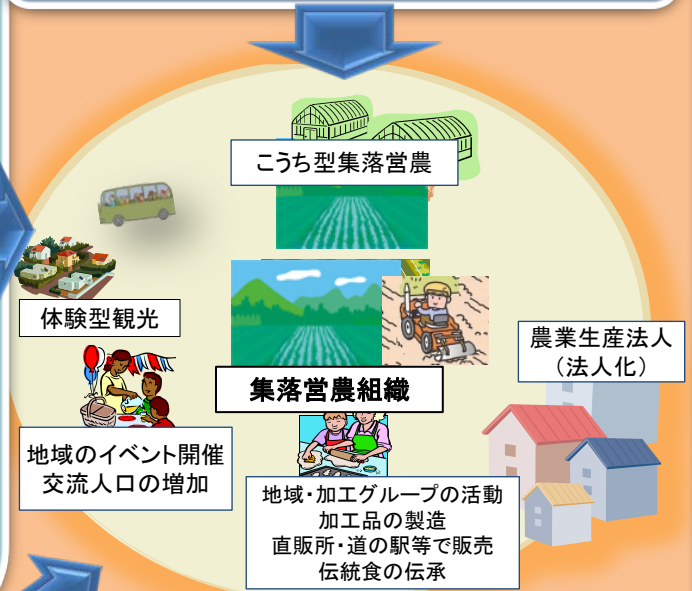 こうち型集落営農
体験型観光
農業生産法人
(法人化)
集落営農組織
地域のイベント開催
交流人口の増加
地域・加工グループの活動
加工品の製造
直販所・道の駅等で販売
伝統食の伝承